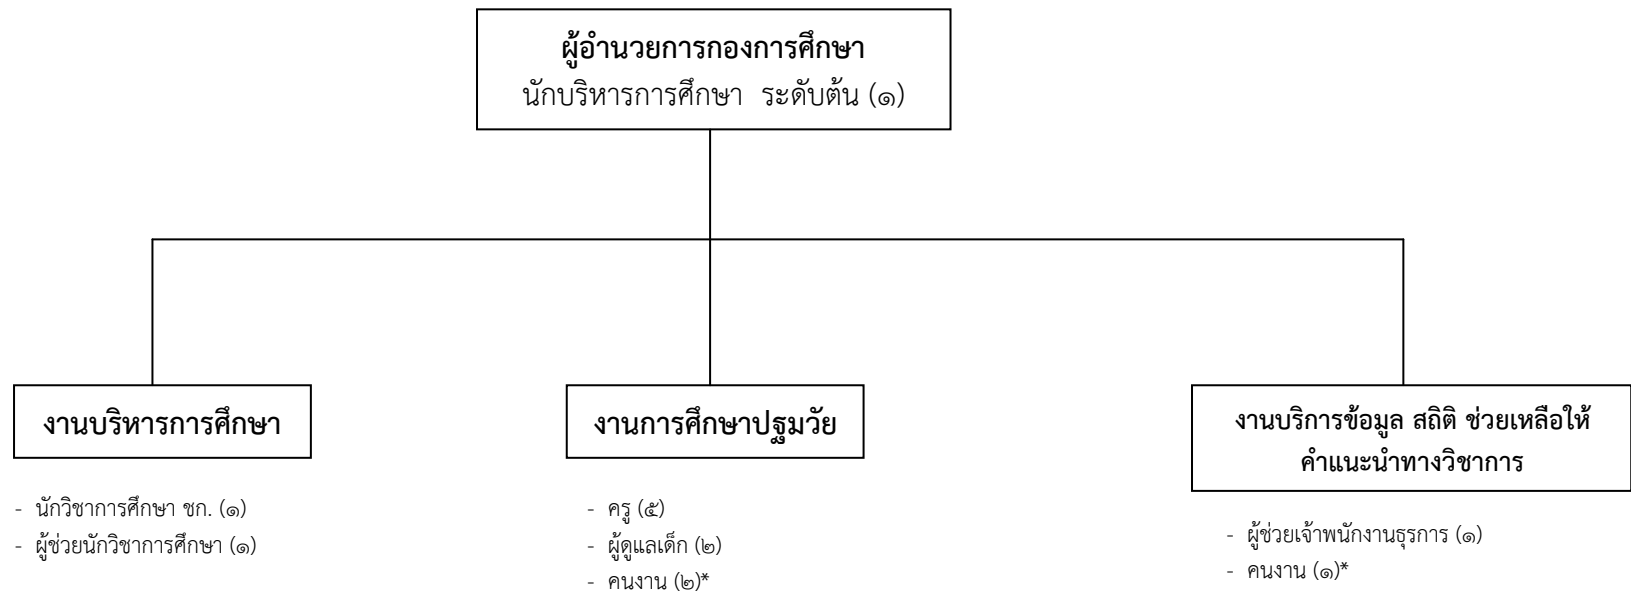 ผู้อำนวยการกองการศึกษา
นักบริหารการศึกษา ระดับต้น (๑)
งานบริหารการศึกษา
- นักวิชาการศึกษา ชก. (๑)
- ผู้ช่วยนักวิชาการศึกษา (๑)
งานการศึกษาปฐมวัย
- ครู (๕)
- ผู้ดูแลเด็ก (๒)
- คนงาน (๒)*
งานบริการข้อมูล สถิติ ช่วยเหลือให้
คำแนะนำทางวิชาการ
- ผู้ช่วยเจ้าพนักงานธุรการ (๑)
- คนงาน (๑)*